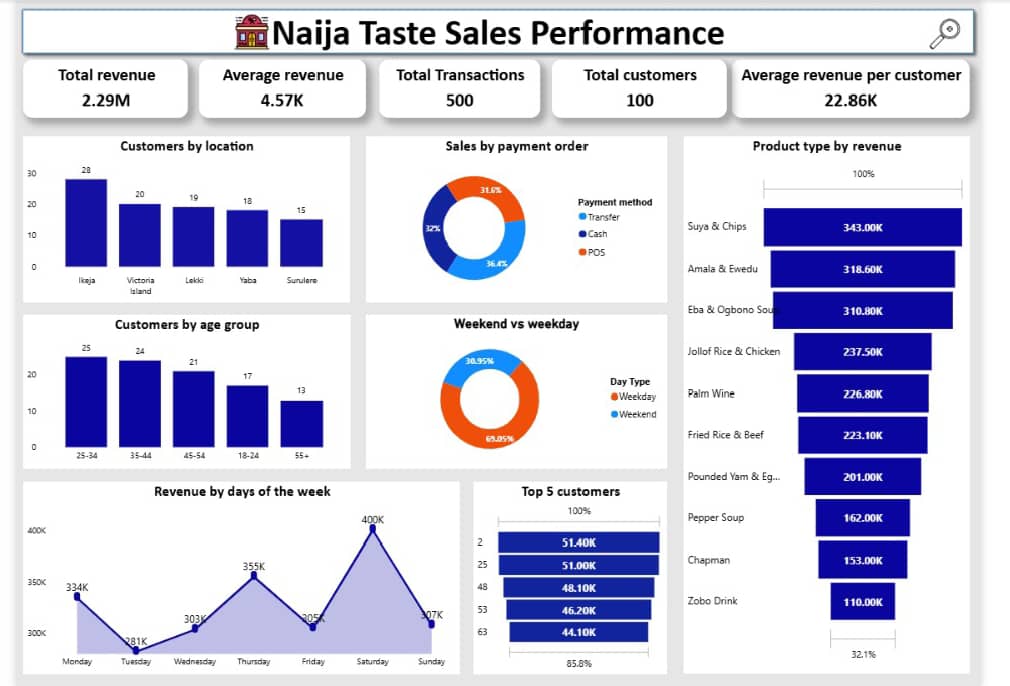 Naija Taste Sales Performance
Total revenue
2.29M
Average revenue
4.57K
Total Transactions
500
Total customers
100
Average revenue per customer
22.86K
Customers by location
30
20
10
0
28
20
19
18
15
Ikeja
Victoria
Island
Lekki
Yaba
Surulere
Sales by payment order
31.6%
32%
36.4%
Payment method
Transfer
Cash
POS
Product type by revenue
100%
Suya & Chips 343.00K
Amala & Ewedu 318.60K
Eba & Ogbono Sou 310.80K
Jollof Rice & Chicken 237.50K
Palm Wine 226.80K
Fried Rice & Beef 223.10K
Pounded Yam & Eg... 201.00K
Pepper Soup 162.00K
Chapman 153.00K
Zobo Drink 110.00K
32.1%
Customers by age group
20
10
0
25
24
21
17
13
25-34
35-44
45-54
18-24
55+
Weekend vs weekday
30.95%
69.05%
Day Type
Weekday
Weekend
Revenue by days of the week
400K
350K
300K
334K
281K
303K
355K
305K
400K
307K
Monday
Tuesday
Wednesday
Thursday
Friday
Saturday
Sunday
Top 5 customers
100%
2 51.40K
25 51.00K
48 48.10K
53 46.20K
63 44.10K
85.8%